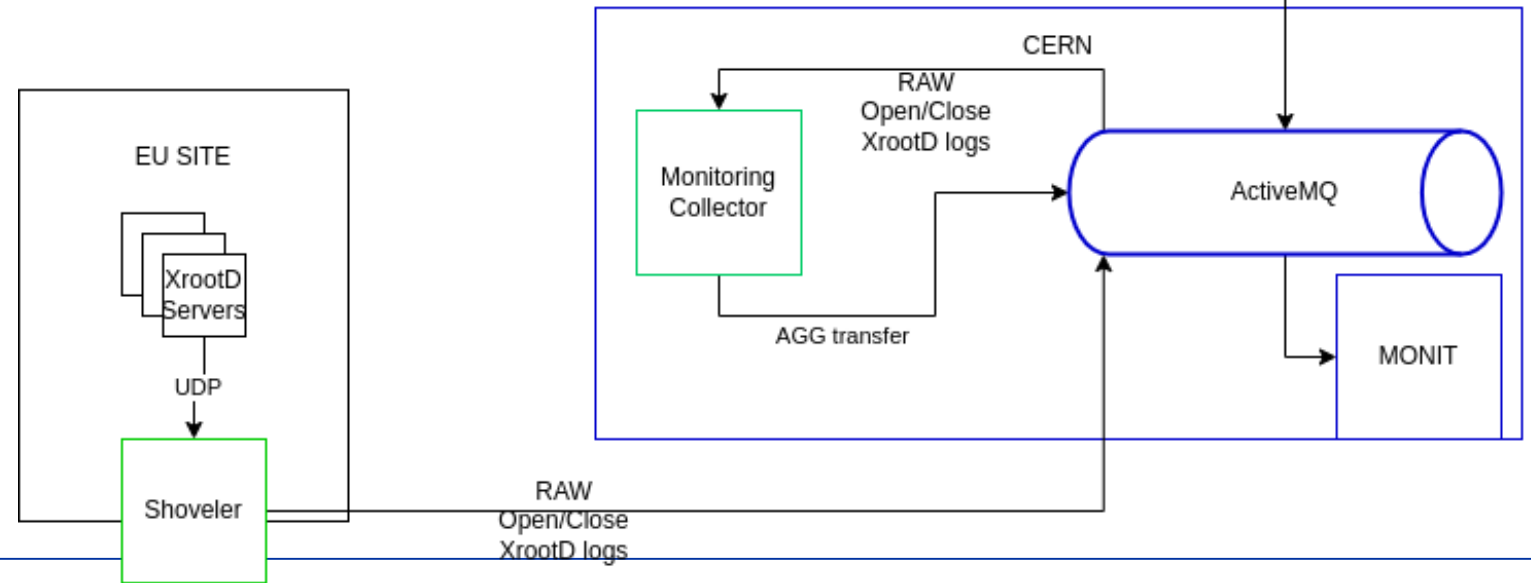 CERN
RAW
Open/Close
XrootD logs
EU SITE
Monitoring
Collector
ActiveMQ
XrootD
Servers
AGG transfer
MONIT
UDP
Shoveler
RAW
Open/Close
XrootD logs